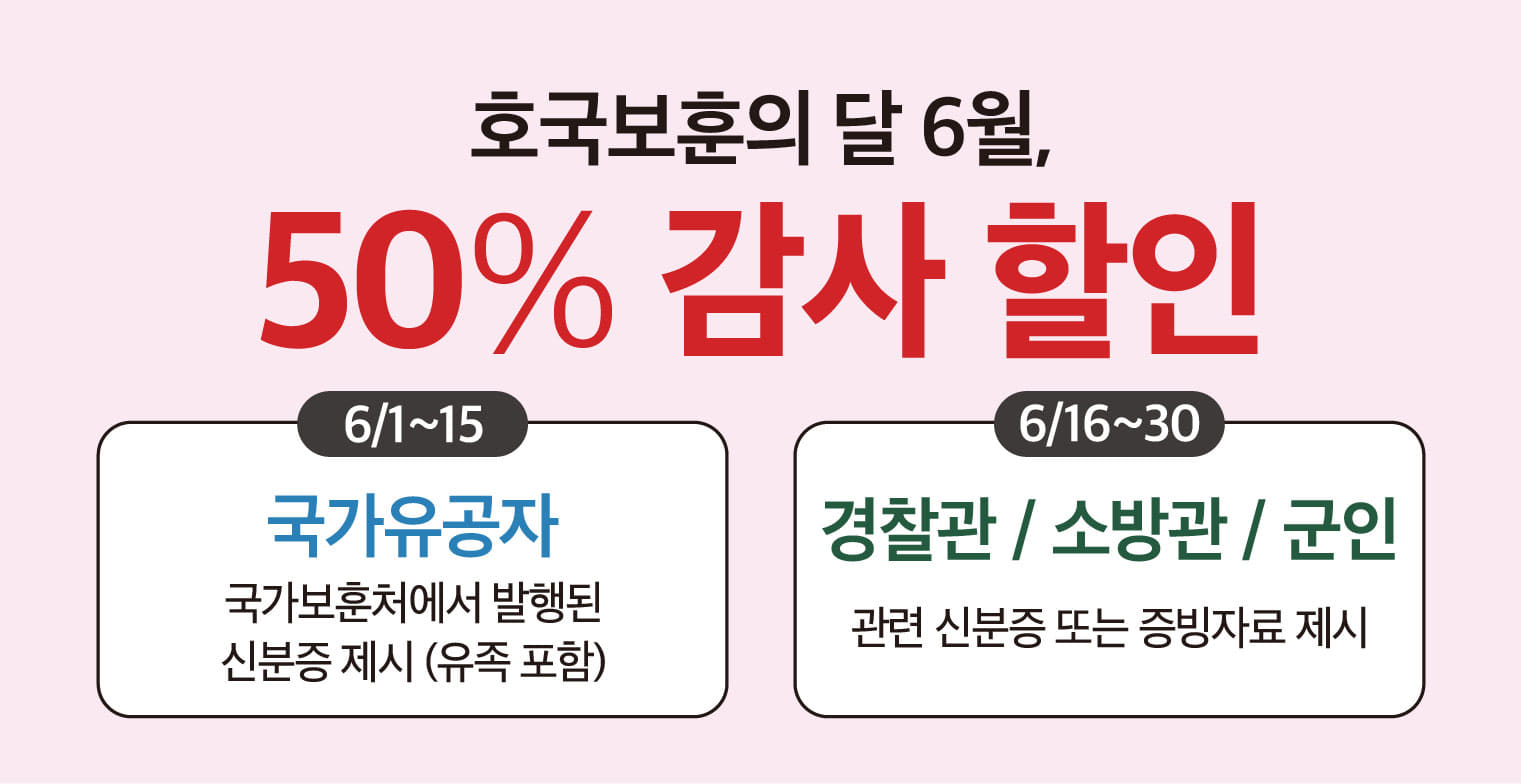 호국보훈의 달 6월,
50% 감사 할인
6/1~15
국가유공자
국가보훈처에서 발행된
신분증 제시 (유족 포함)
6/16~30
경찰관 / 소방관 / 군인
관련 신분증 또는 증빙자료 제시